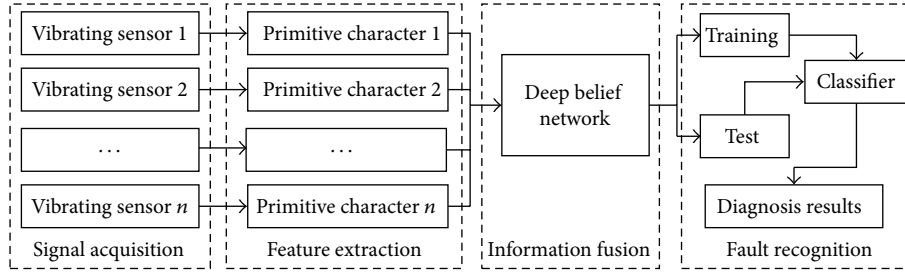 Vibrating sensor 1
Vibrating sensor 2
...
Vibrating sensor n
Signal acquisition
Primitive character 1
Primitive character 2
...
Primitive character n
Feature extraction
Deep belief
network
Information fusion
Training
Classifier
Test
Diagnosis results
Fault recognition